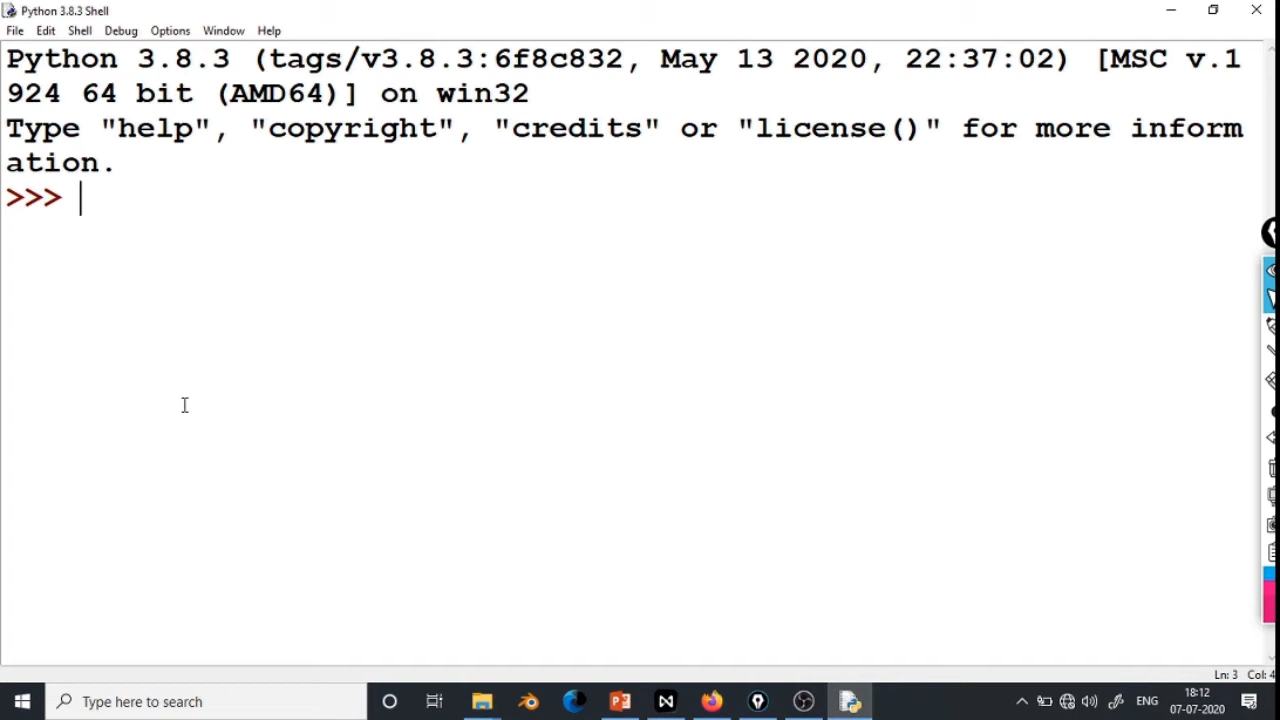 Python 3.8.3 Shell
File Edit Shell Debug Options Window Help
Python 3.8.3 (tags/v3.8.3:6f8c832, May 13 2020, 22:37:02) [MSC v.1
924 64 bit (AMD64)] on win32
Type "help", "copyright", "credits" or "license()" for more inform
ation.
>>>
Ln: 3 Col: 4
Type here to search
ENG
18:12
07-07-2020